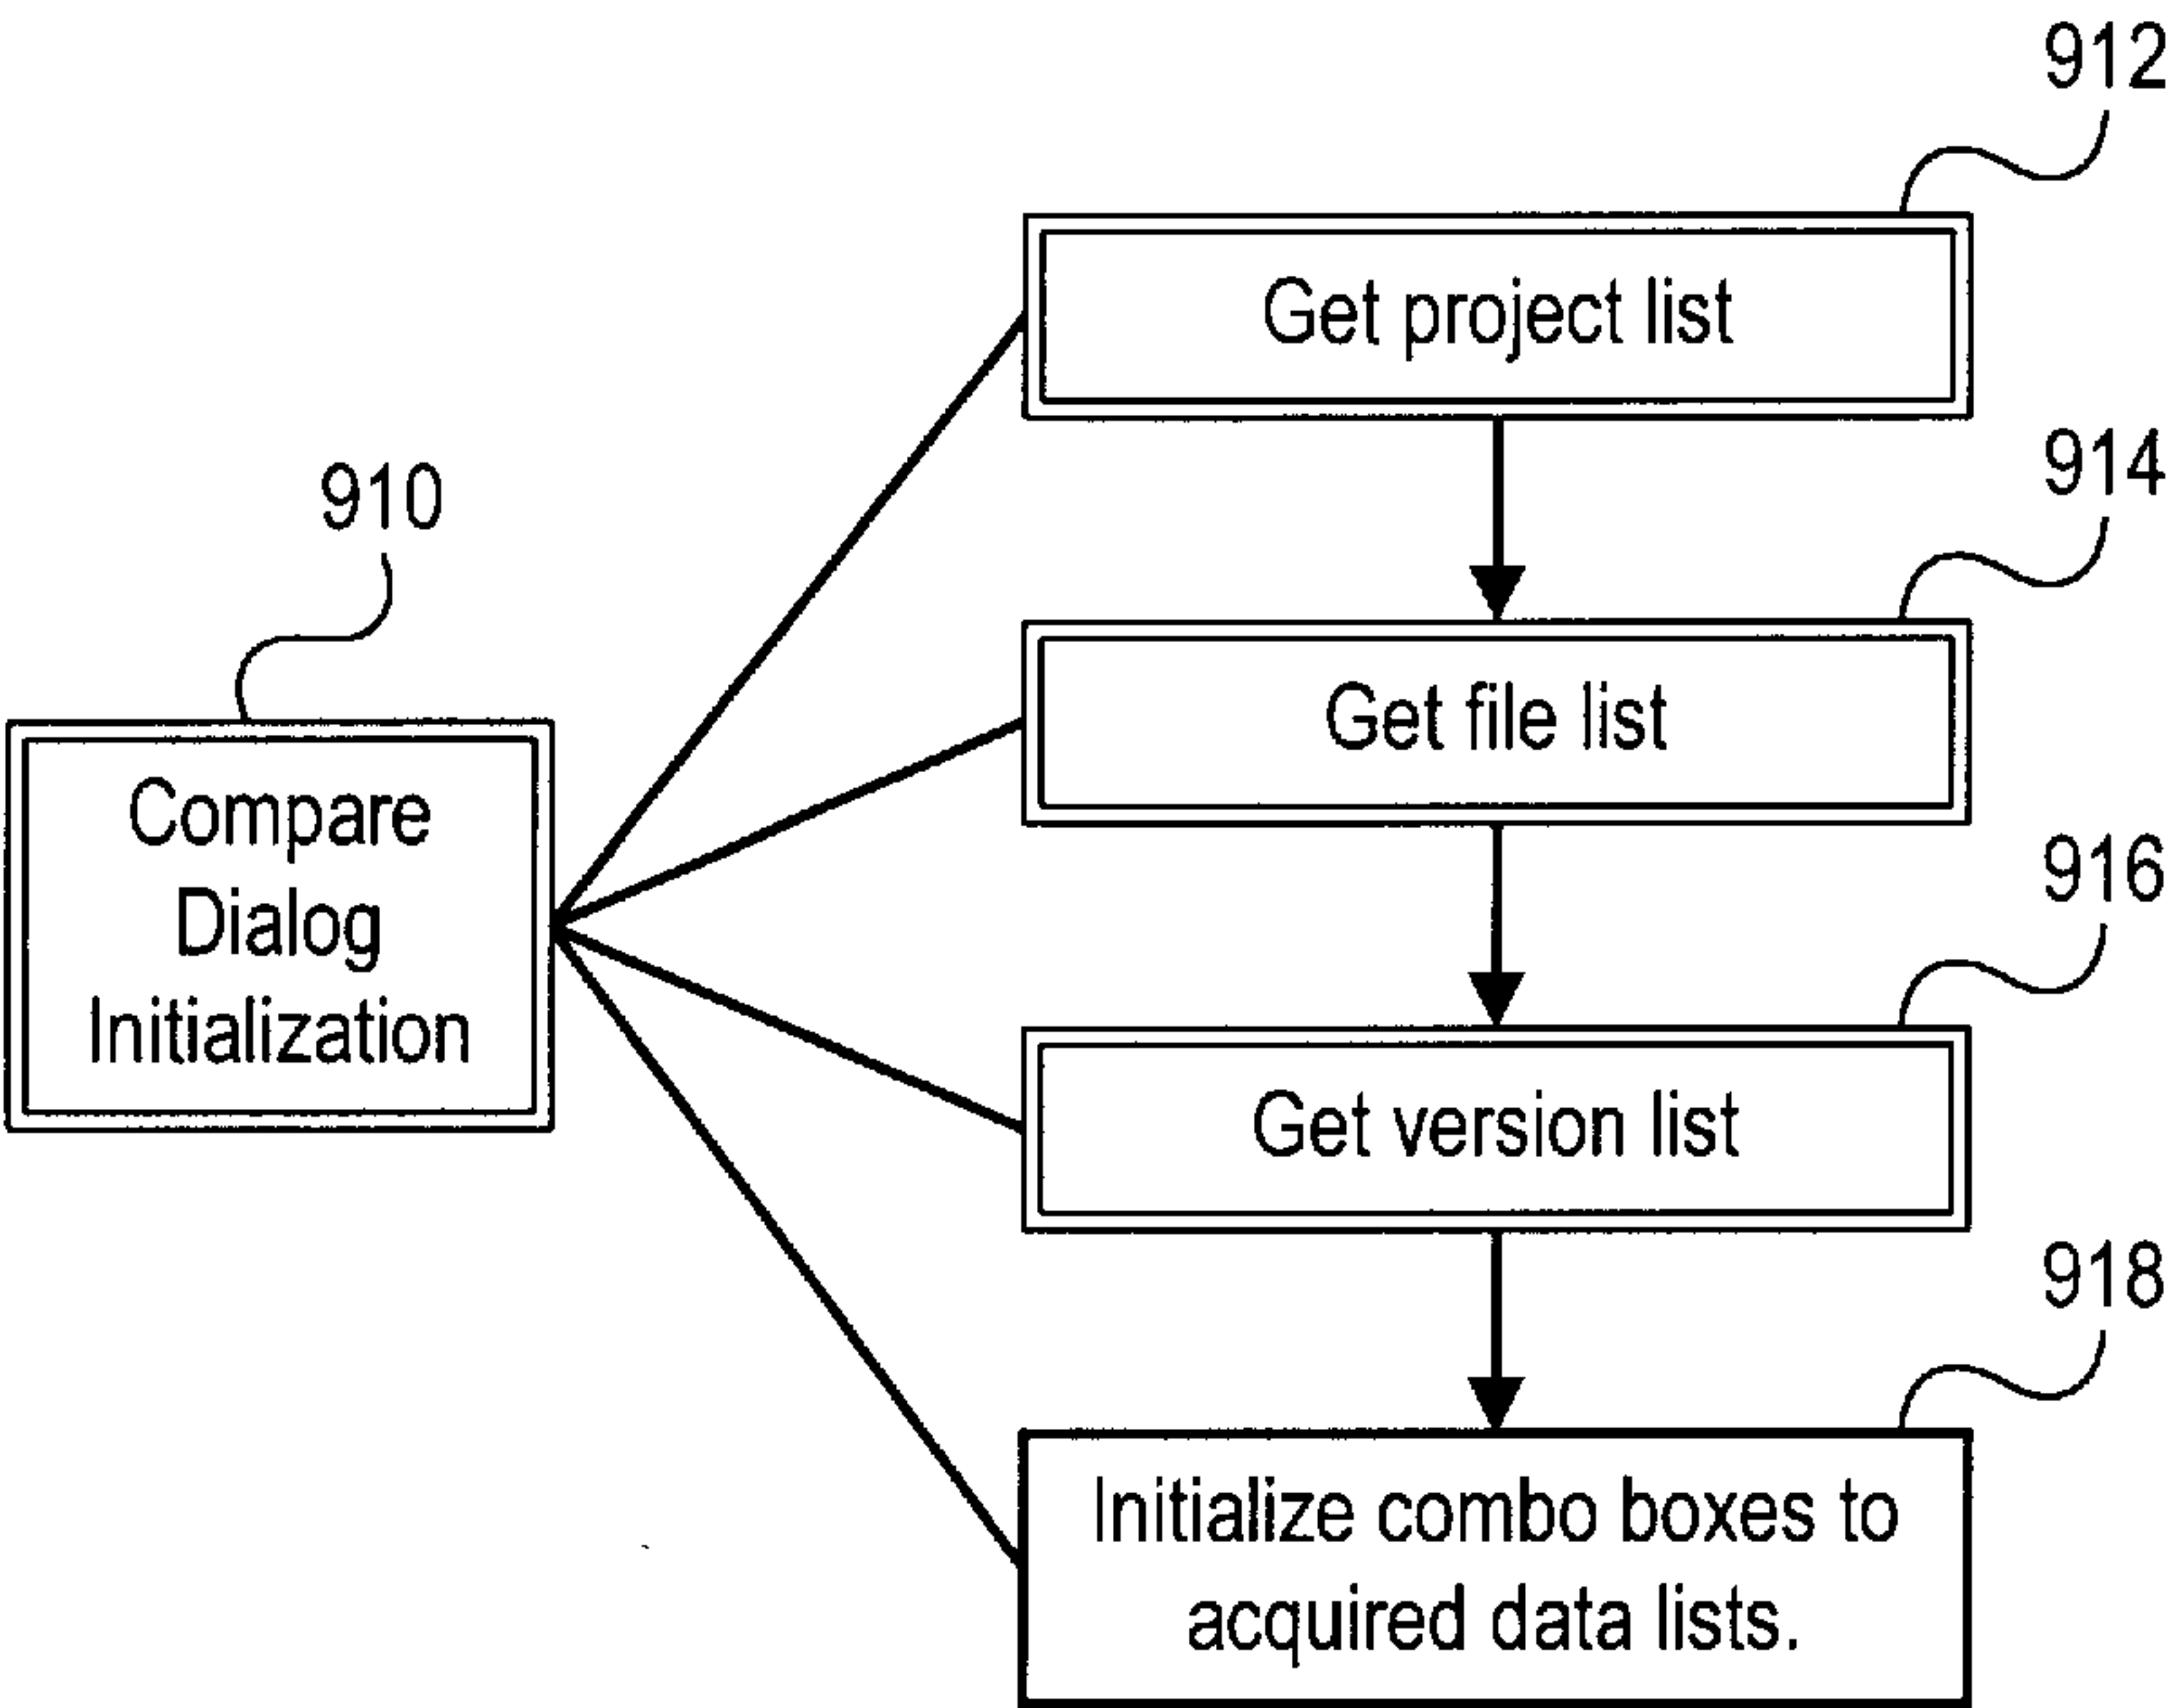 912
Get project list
914
910
Get file list
Compare
Dialog
Initialization
916
Get version list
918
Initialize combo boxes to
acquired data lists.